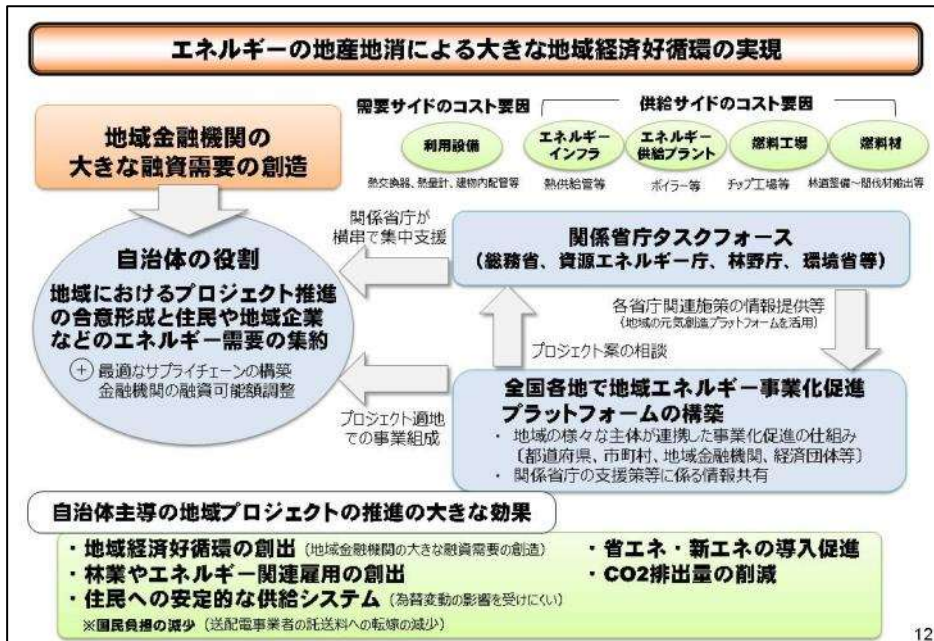 エネルギーの地産地消による大きな地域経済好循環の実現
需要サイドのコスト要因
供給サイドのコスト要因
地域金融機関の
大きな融資需要の創造
利用設備
エネルギー
インフラ
エネルギー
供給プラント
燃料工場
燃料材
熱交換器、熱量計、建物内配管等
熱供給管等
ボイラー等
チップ工場等
林道整備～間伐材搬出等
関係省庁が
横串で集中支援
自治体の役割
地域におけるプロジェクト推進
の合意形成と住民や地域企業
などのエネルギー需要の集約
+ 最適なサプライチェーンの構築
金融機関の融資可能額調整
関係省庁タスクフォース
(総務省、資源エネルギー庁、林野庁、環境省等)
各省庁関連施策の情報提供等
(地域の元気創造プラットフォームを活用)
プロジェクト案の相談
プロジェクト適地
での事業組成
全国各地で地域エネルギー事業化促進
プラットフォームの構築
・ 地域の様々な主体が連携した事業化促進の仕組み
〔都道府県、市町村、地域金融機関、経済団体等〕
・ 関係省庁の支援策等に係る情報共有
自治体主導の地域プロジェクトの推進の大きな効果
・地域経済好循環の創出 (地域金融機関の大きな融資需要の創造)
・林業やエネルギー関連雇用の創出
・住民への安定的な供給システム (為替変動の影響を受けにくい)
※国民負担の減少 (送配電事業者の託送料への転嫁の減少)
・省エネ・新エネの導入促進
・CO2排出量の削減
12